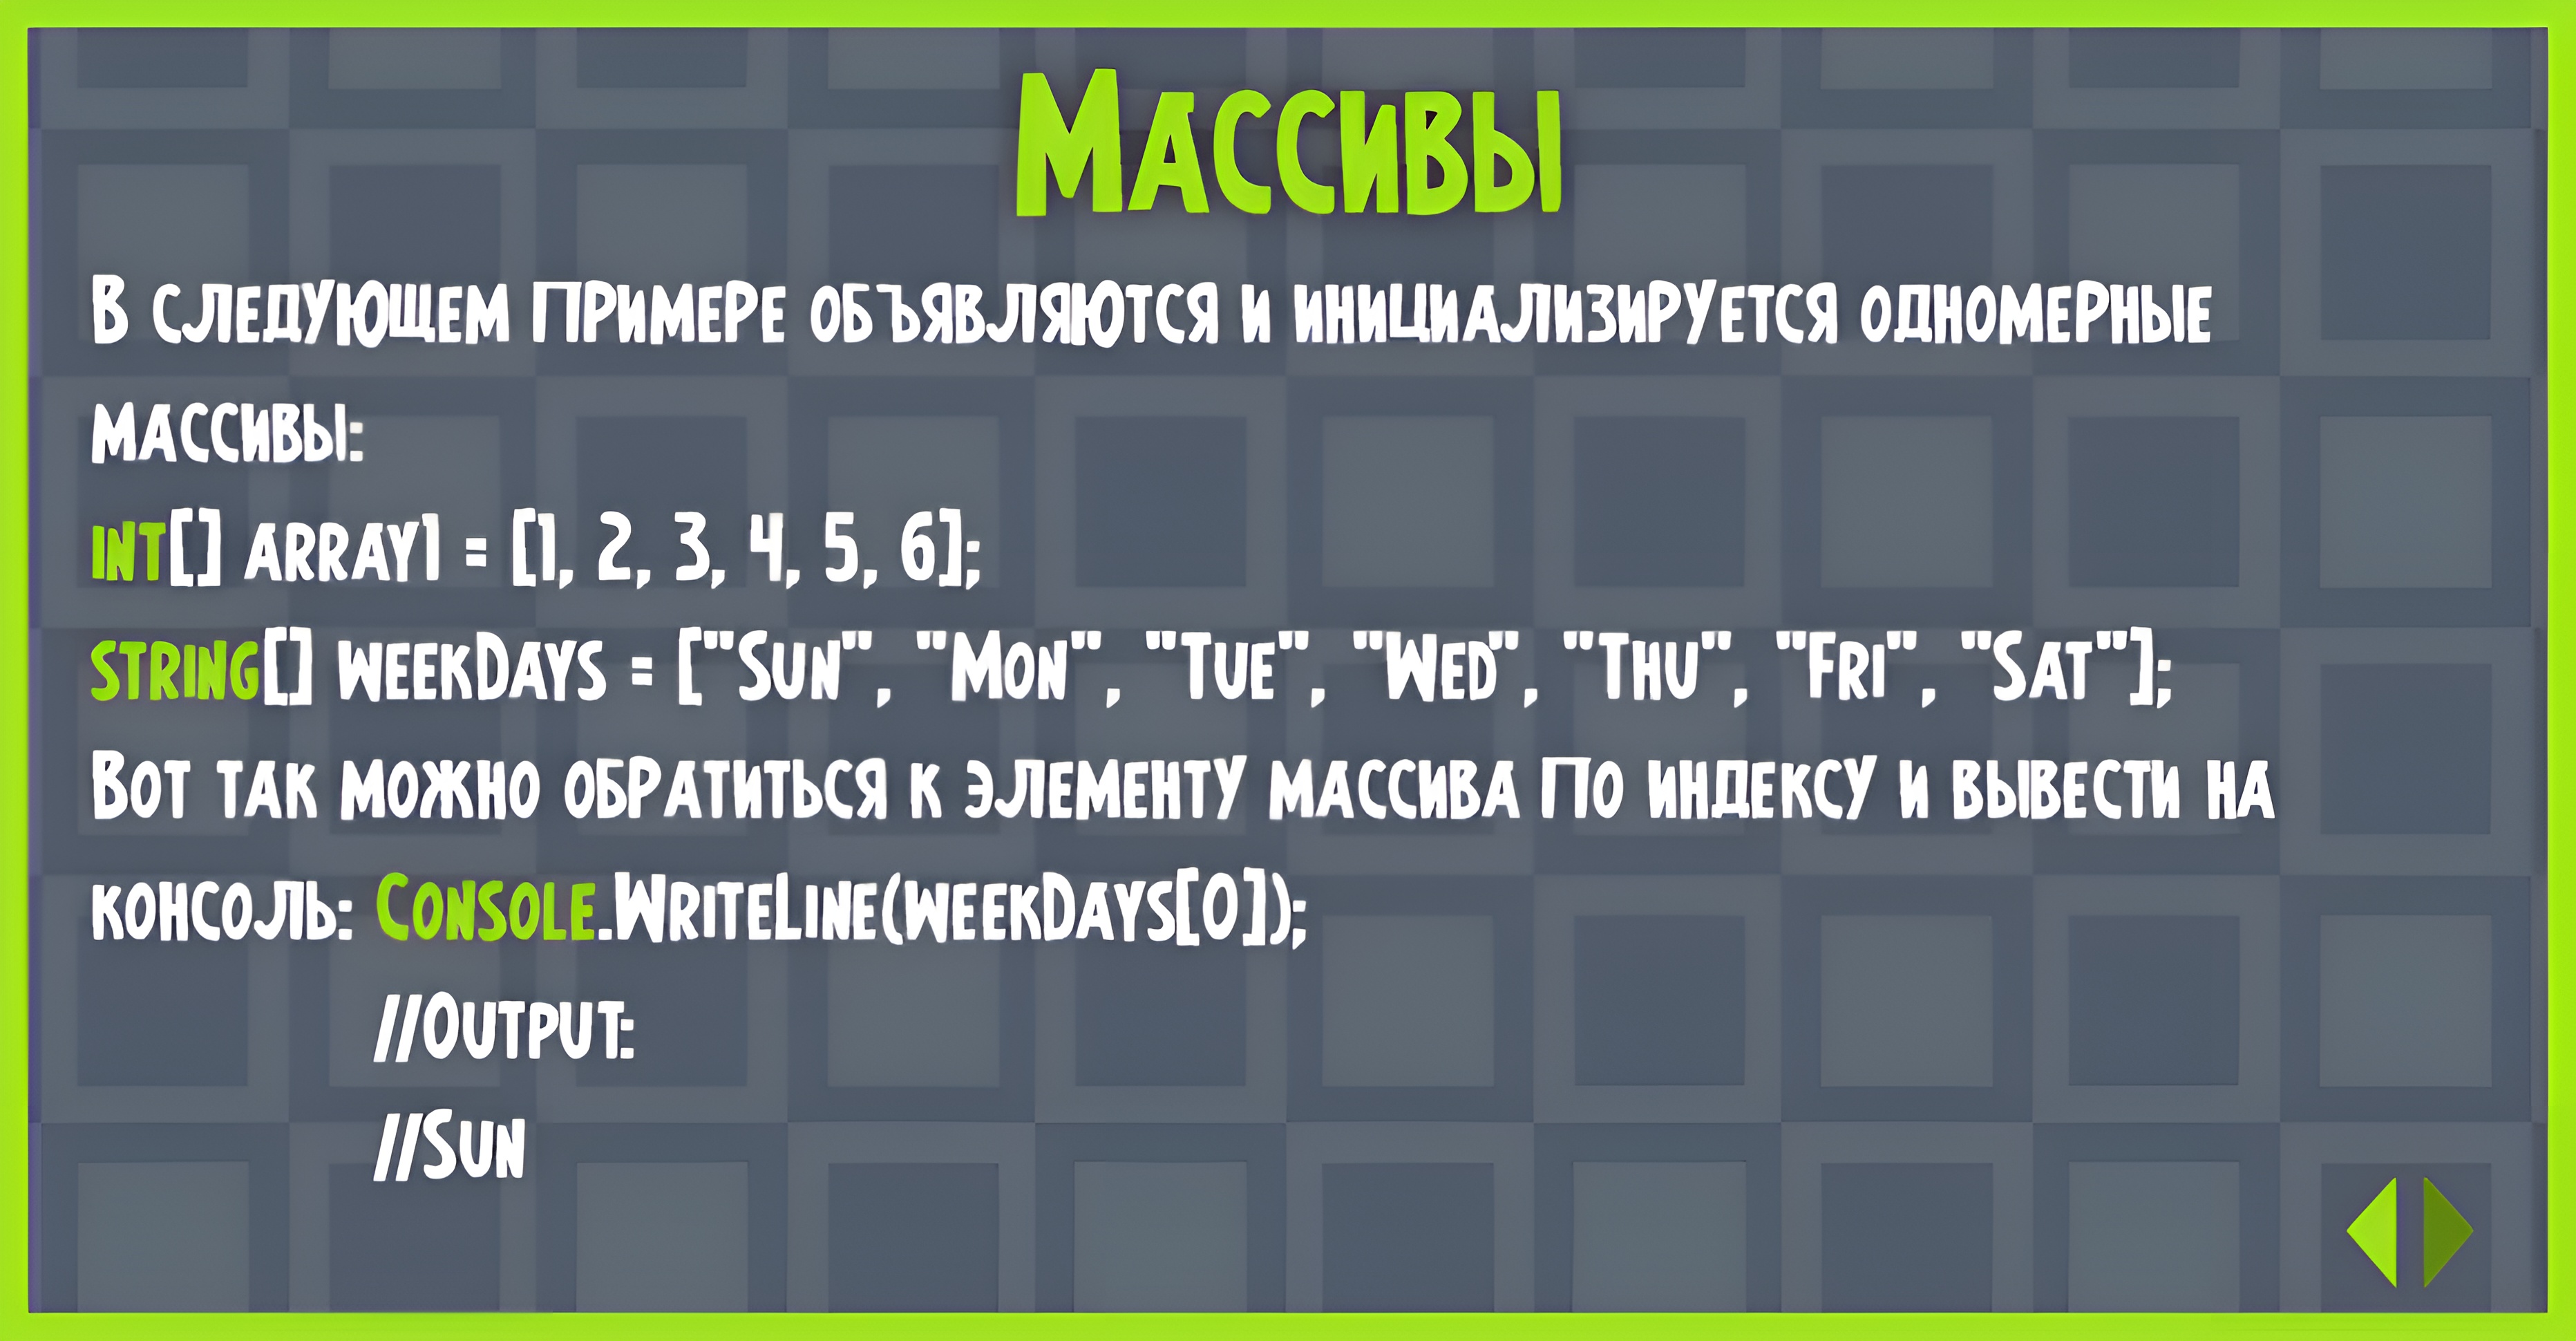 Массивы
В следующем примере объявляются и инициализируется одномерные
массивы:
int[] array1 = [1, 2, 3, 4, 5, 6];
string[] weekDays = ["Sun", "Mon", "Tue", "Wed", "Thu", "Fri", "Sat"];
Вот так можно обратиться к элементу массива по индексу и вывести на
консоль: Console.WriteLine(weekDays[0]);
//Output:
//Sun